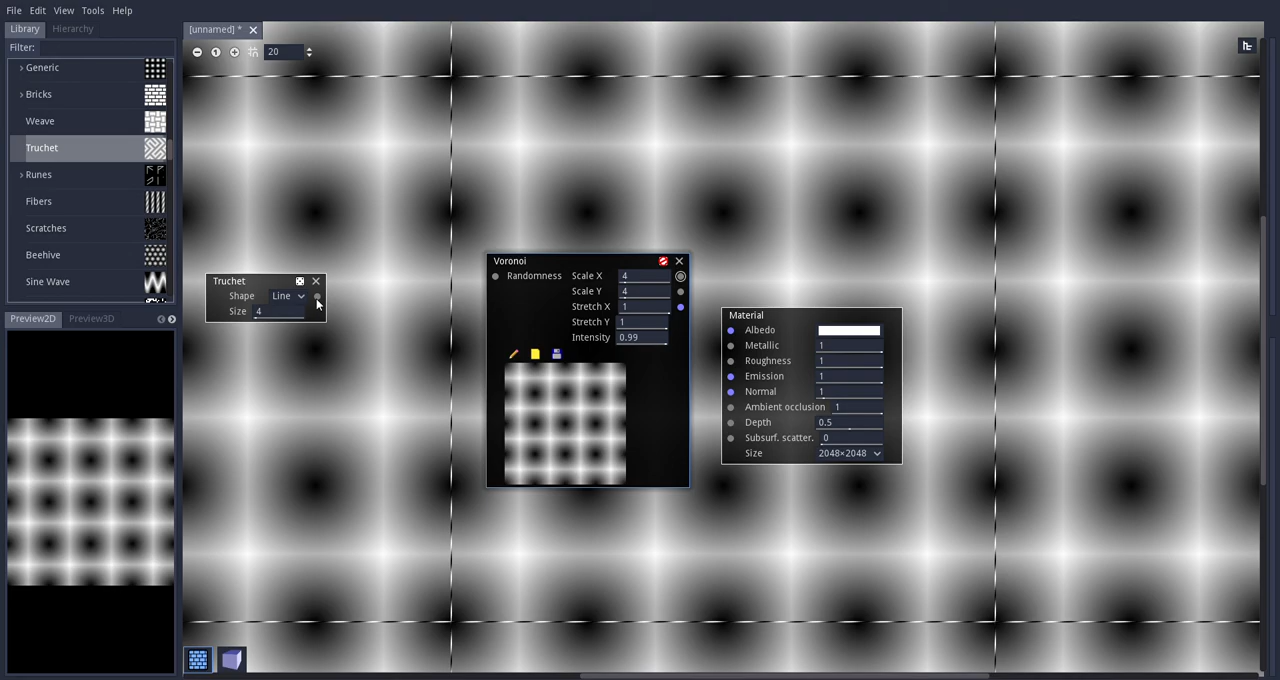 File Edit View Tools Help
Library Hierarchy
[unnamed] *
Filter:
20
Generic
Bricks
Weave
Truchet
Runes
Fibers
Scratches
Beehive
Sine Wave
Truchet
Shape Line
Size 4
Voronoi
Randomness Scale X 4
Scale Y 4
Stretch X 1
Stretch Y 1
Intensity 0.99
Material
Albedo
Metallic 1
Roughness 1
Emission 1
Normal 1
Ambient occlusion 1
Depth 0.5
Subsurf. scatter. 0
Size 2048×2048
Preview2D Preview3D